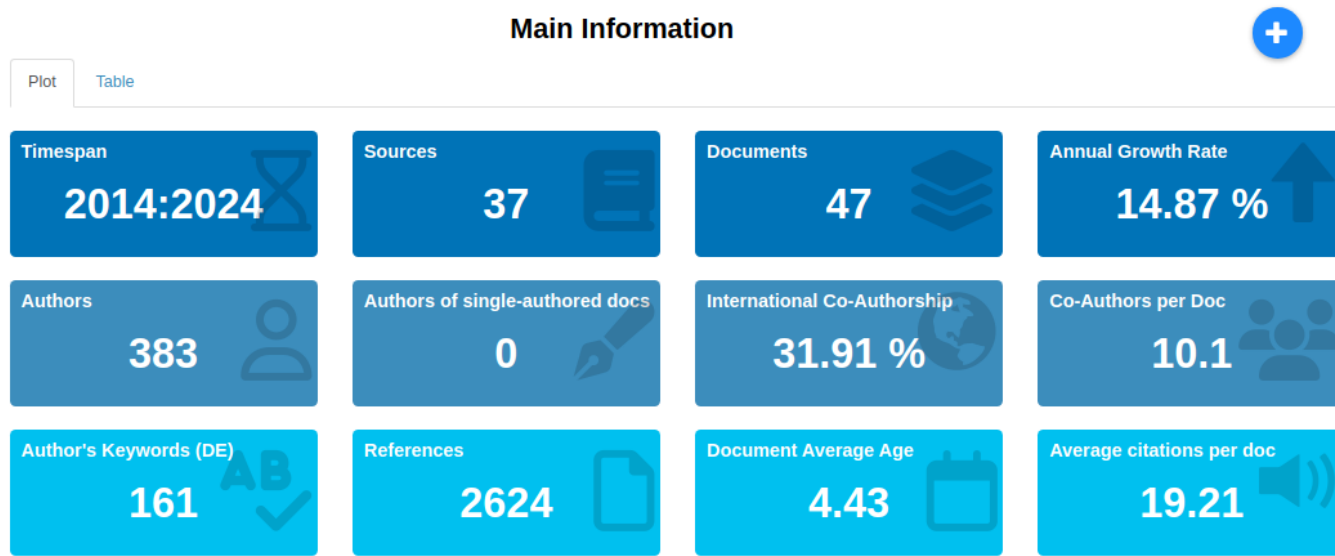 Main Information
Plot
Table
Timespan
2014:2024
Sources
37
Documents
47
Annual Growth Rate
14.87 %
Authors
383
Authors of single-authored docs
0
International Co-Authorship
31.91 %
Co-Authors per Doc
10.1
Author's Keywords (DE)
161
References
2624
Document Average Age
4.43
Average citations per doc
19.21